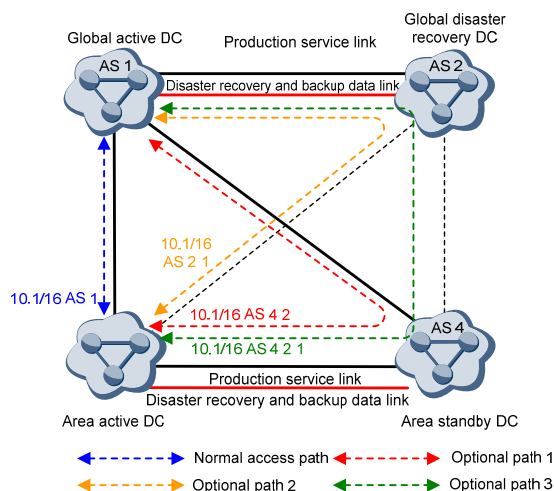 Global active DC
Production service link
Global disaster
recovery DC
AS 1
AS 2
Disaster recovery and backup data link
10.1/16
AS 2 1
10.1/16 AS 1
10.1/16 AS 4 2
AS 4
10.1/16 AS 4 2 1
Production service link
Disaster recovery and backup data link
Area active DC
Area standby DC
Normal access path
Optional path 1
Optional path 2
Optional path 3